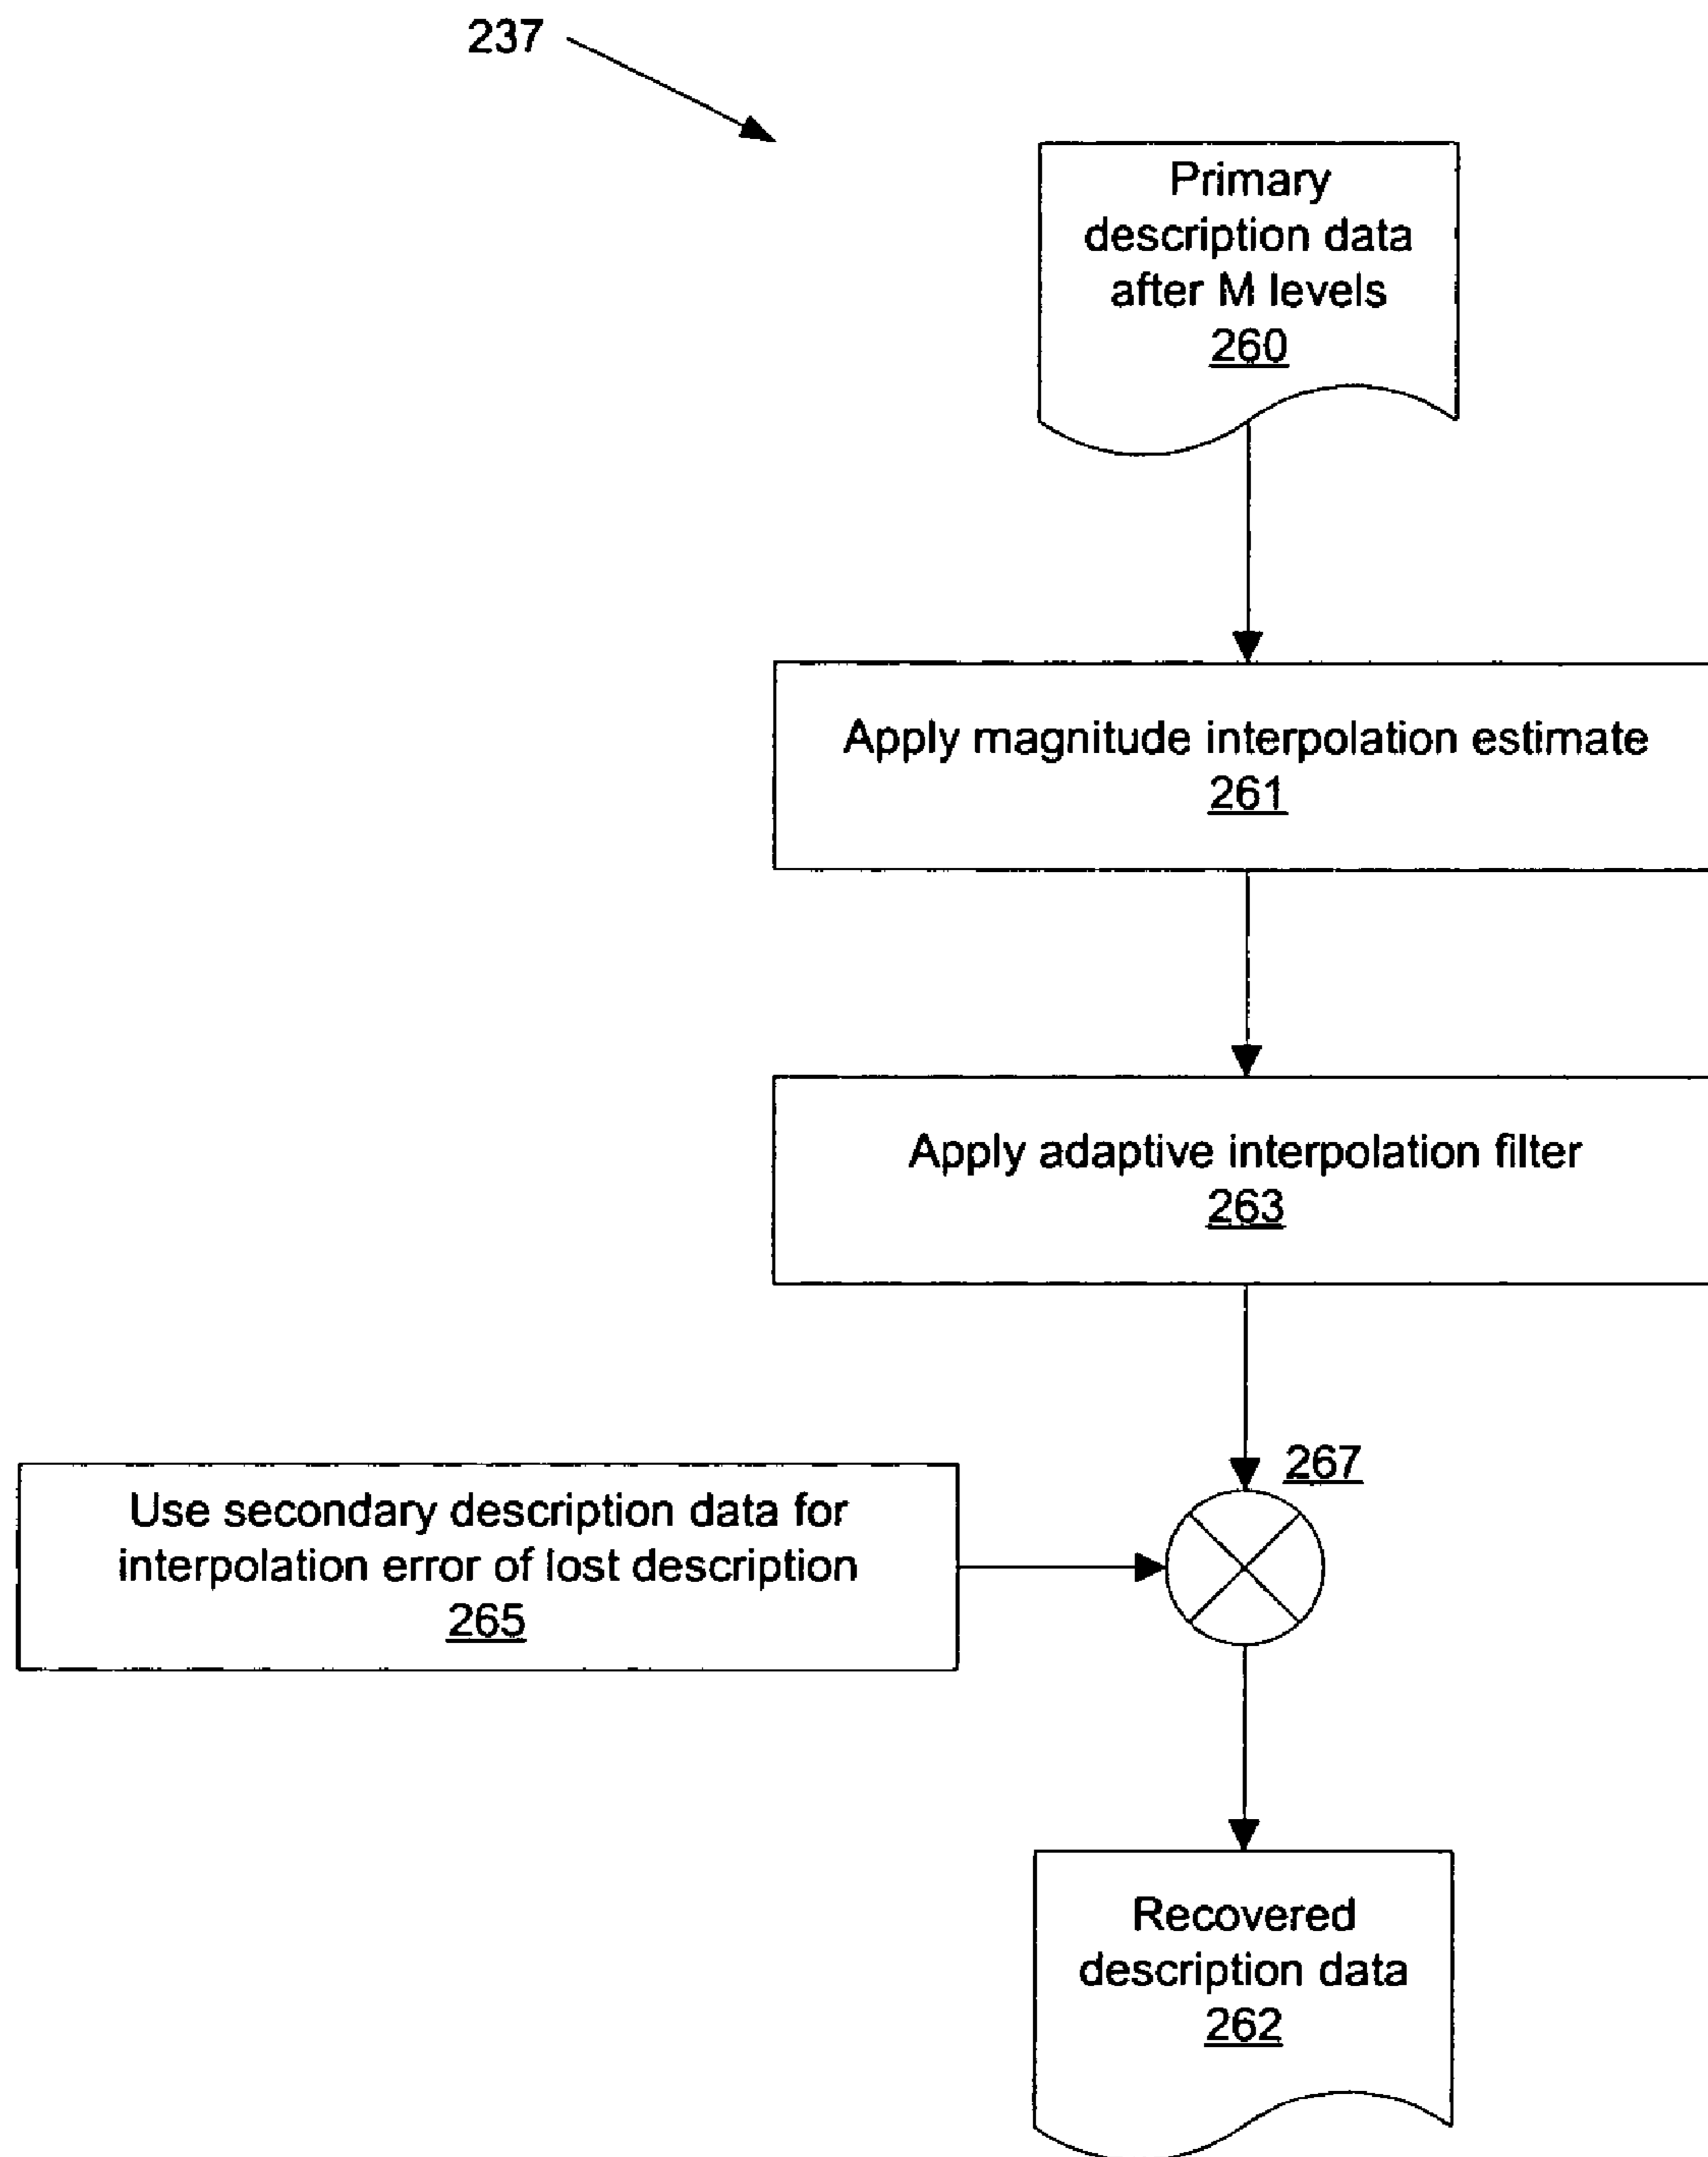 237
Primary
description data
after M levels
260
Apply magnitude interpolation estimate
261
Apply adaptive interpolation filter
263
267
Use secondary description data for
interpolation error of lost description
265
Recovered
description data
262